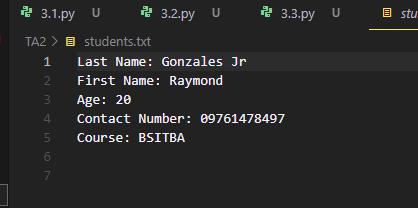 3.1.py U 3.2.py U 3.3.py U
TA2 > students.txt
1 Last Name: Gonzales Jr
2 First Name: Raymond
3 Age: 20
4 Contact Number: 09761478497
5 Course: BSITBA
6
7